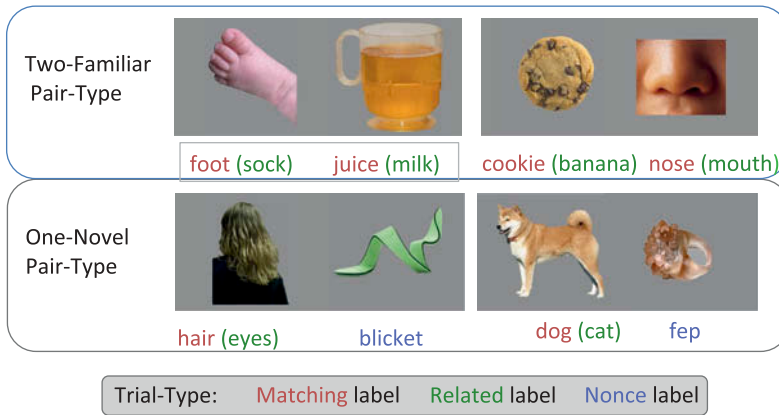 Two-Familiar
Pair-Type
foot (sock) juice (milk) cookie (banana) nose (mouth)
One-Novel
Pair-Type
hair (eyes) blicket dog (cat) fep
Trial-Type: Matching label Related label Nonce label